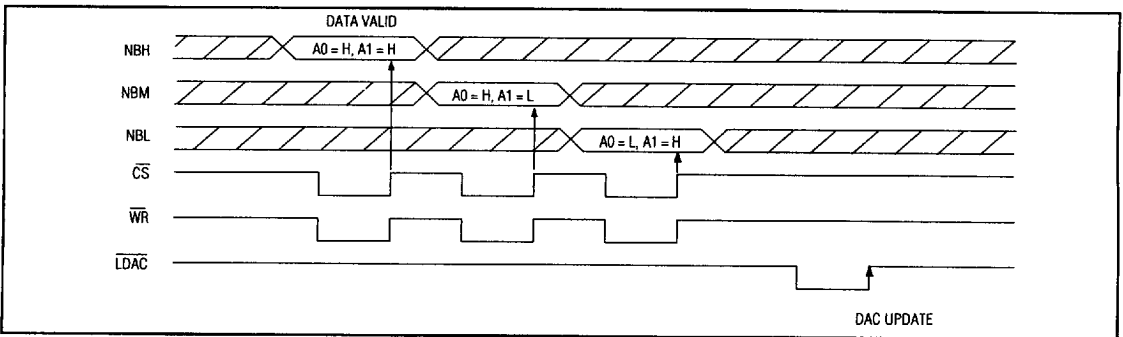 DATA VALID
NBH
A0 = H, A1 = H
NBM
A0 = H, A1 = L
NBL
A0 = L, A1 = H
CS
WR
LDAC
DAC UPDATE